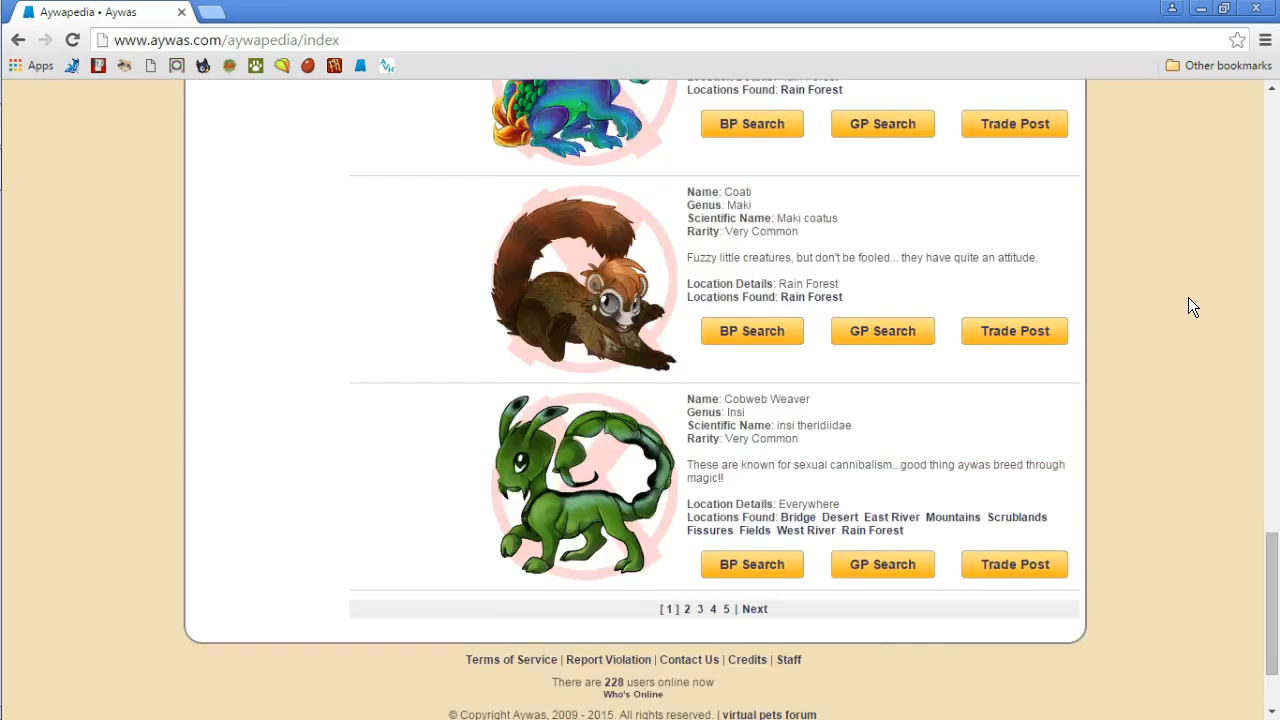 Aywapedia • Aywas
www.aywas.com/aywapedia/index
Apps
Other bookmarks
Locations Found: Rain Forest
BP Search GP Search Trade Post
Name: Coati
Genus: Maki
Scientific Name: Maki coatus
Rarity: Very Common
Fuzzy little creatures, but don't be fooled... they have quite an attitude.
Location Details: Rain Forest
Locations Found: Rain Forest
BP Search GP Search Trade Post
Name: Cobweb Weaver
Genus: Insi
Scientific Name: insi theridiidae
Rarity: Very Common
These are known for sexual cannibalism...good thing aywas breed through
magic!!
Location Details: Everywhere
Locations Found: Bridge Desert East River Mountains Scrublands
Fissures Fields West River Rain Forest
BP Search GP Search Trade Post
[ 1 ] 2 3 4 5 | Next
Terms of Service | Report Violation | Contact Us | Credits | Staff
There are 228 users online now
Who's Online
© Copyright Aywas, 2009 - 2015. All rights reserved. | virtual pets forum